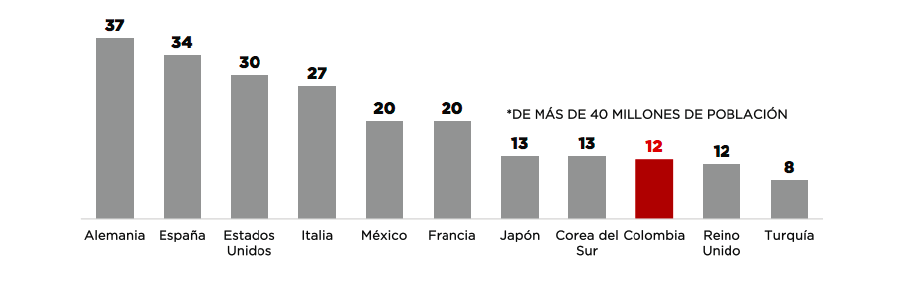 37
34
30
27
20
20
*DE MÁS DE 40 MILLONES DE POBLACIÓN
13
13
12
12
8
Alemania
España
Estados
Unidos
Italia
México
Francia
Japón
Corea del
Sur
Colombia
Reino
Unido
Turquía